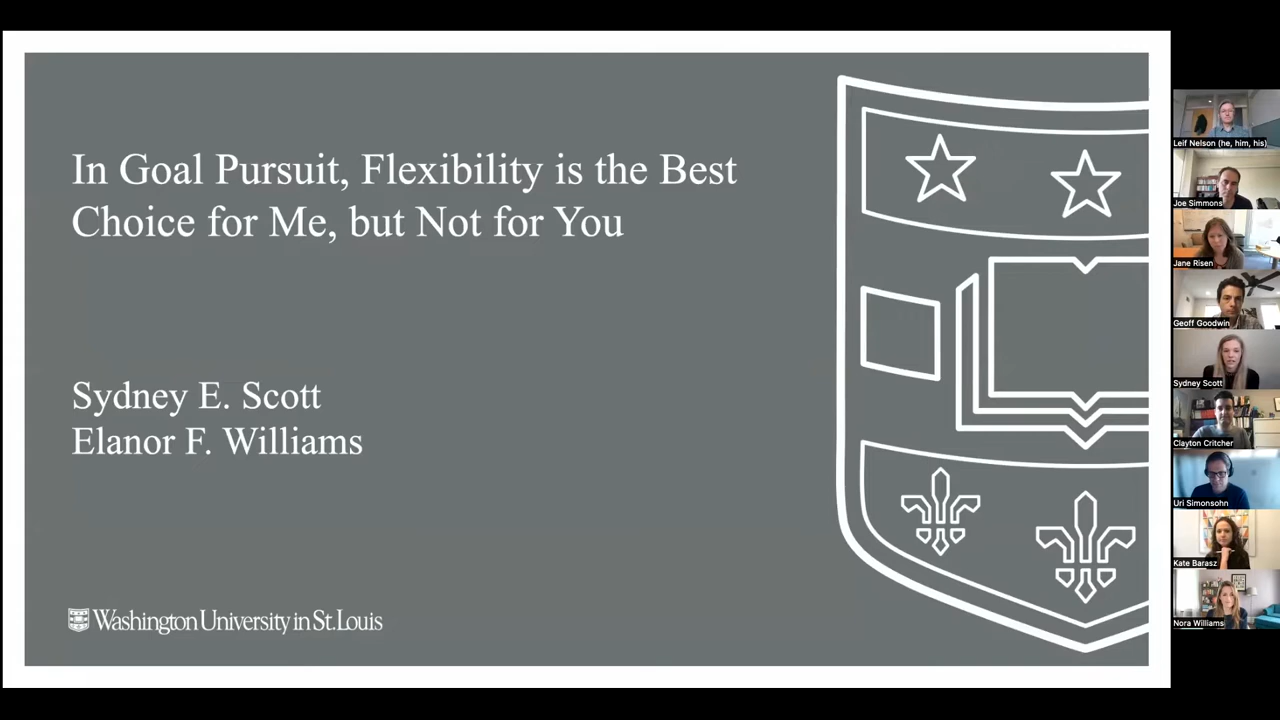 In Goal Pursuit, Flexibility is the Best
Choice for Me, but Not for You
Sydney E. Scott
Elanor F. Williams
Washington University in St. Louis
Leif Nelson (he, him, his)
Joe Simmons
Jane Risen
Geoff Goodwin
Sydney Scott
Clayton Critcher
Uri Simonsohn
Kate Barasz
Nora Williams